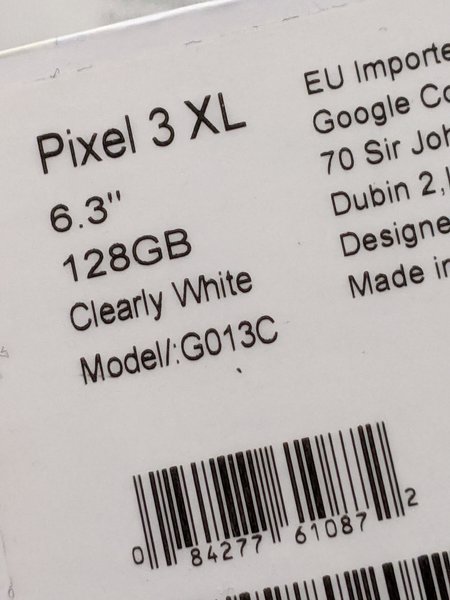 Pixel 3 XL
6.3"
128GB
Clearly White
Model/:G013C
EU Importe
Google Co
70 Sir Joh
Dubin 2,
Designe
Made in
0 84277 61087 2